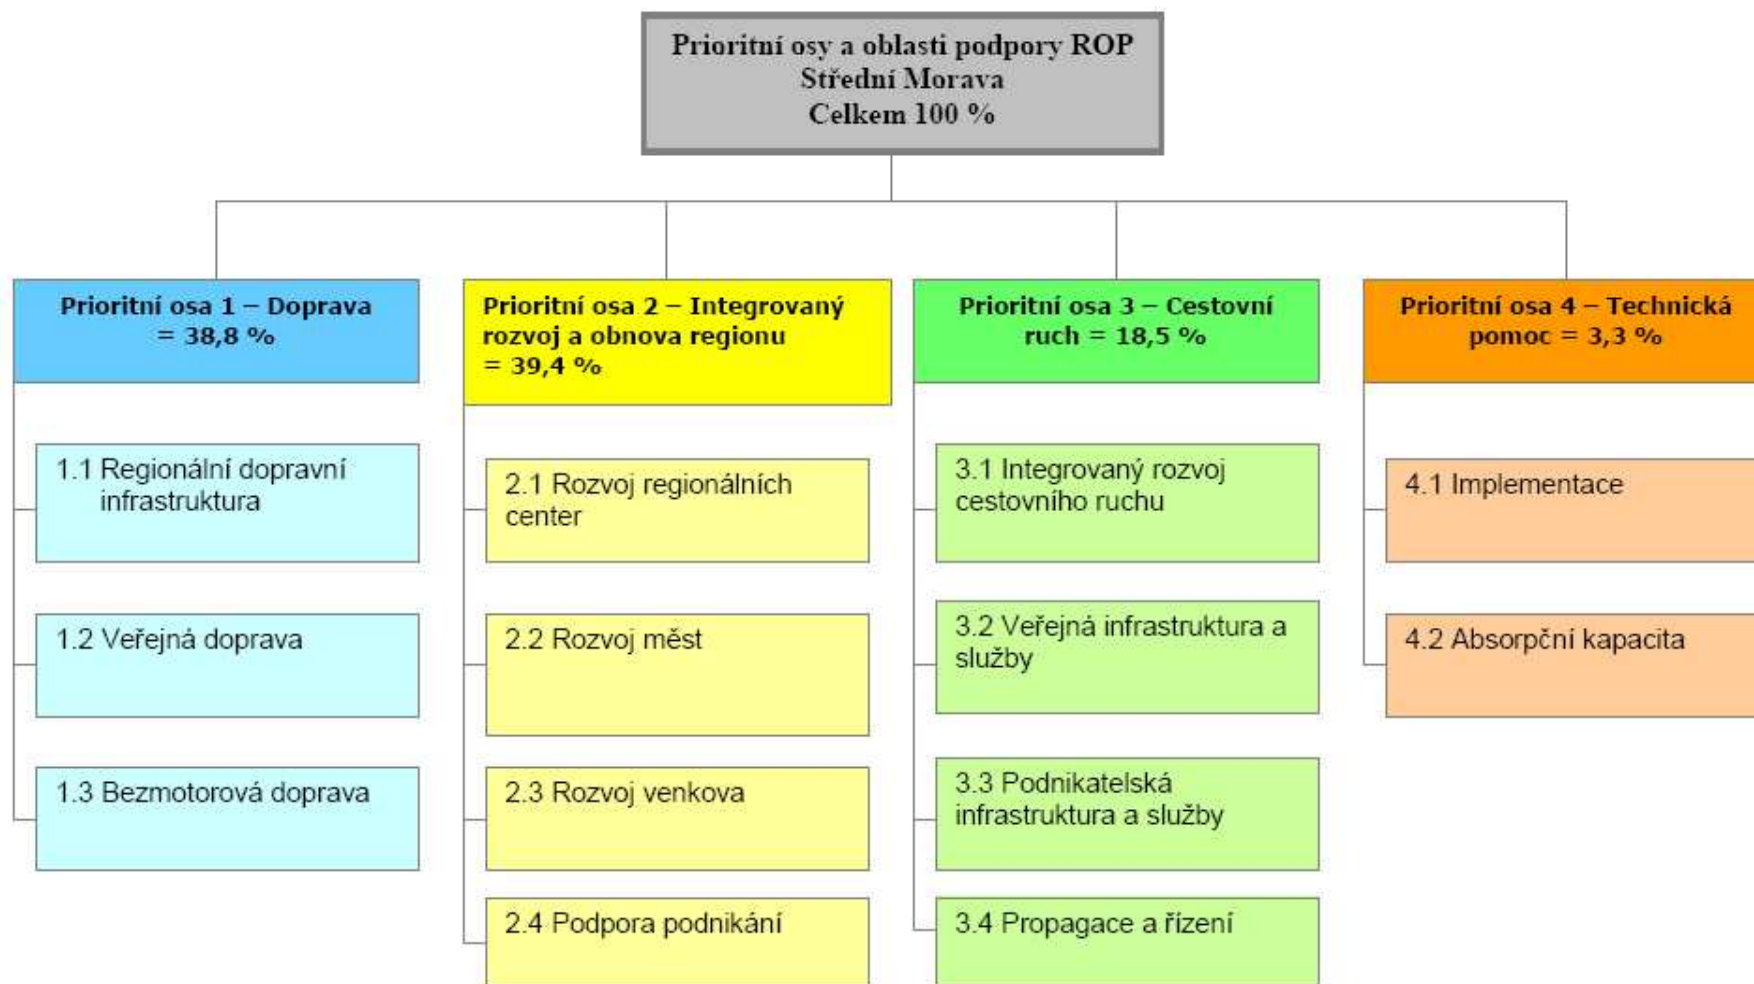 Prioritní osy a oblasti podpory ROP
Střední Morava
Celkem 100 %
Prioritní osa 1 – Doprava
= 38,8 %
1.1 Regionální dopravní
infrastruktura
1.2 Veřejná doprava
1.3 Bezmotorová doprava
Prioritní osa 2 – Integrovaný
rozvoj a obnova regionu
= 39,4 %
2.1 Rozvoj regionálních
center
2.2 Rozvoj měst
2.3 Rozvoj venkova
2.4 Podpora podnikání
Prioritní osa 3 – Cestovní
ruch = 18,5 %
3.1 Integrovaný rozvoj
cestovního ruchu
3.2 Veřejná infrastruktura a
služby
3.3 Podnikatelská
infrastruktura a služby
3.4 Propagace a řízení
Prioritní osa 4 – Technická
pomoc = 3,3 %
4.1 Implementace
4.2 Absorpční kapacita